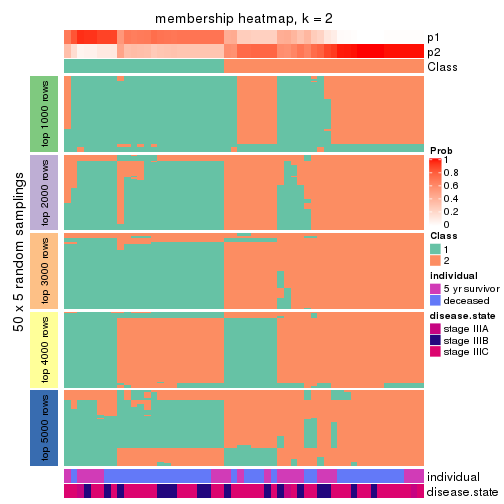 membership heatmap, k = 2
p1
p2
Class
50 x 5 random samplings
top 1000 rows
top 2000 rows
top 3000 rows
top 4000 rows
top 5000 rows
Prob
1
0.8
0.6
0.4
0.2
0
Class
1
2
individual
5 yr survivor
deceased
disease.state
stage IIIA
stage IIIB
stage IIIC
individual
disease.state